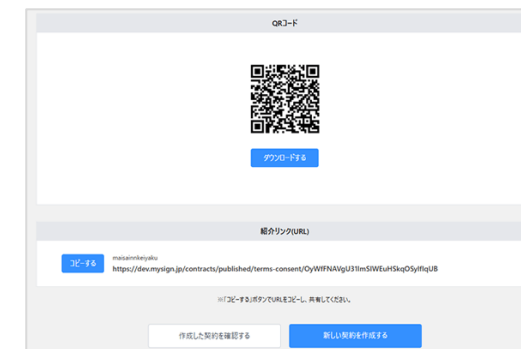 QRコード
ダウンロードする
紹介リンク(URL)
コピーする
maisainnkeiyaku
https://dev.mysign.jp/contracts/published/terms-consent/OyWlFNAVgU31lmSIWEuHSkqOSylflqUB
※「コピーする」ボタンでURLをコピーし、共有してください。
作成した契約を確認する
新しい契約を作成する